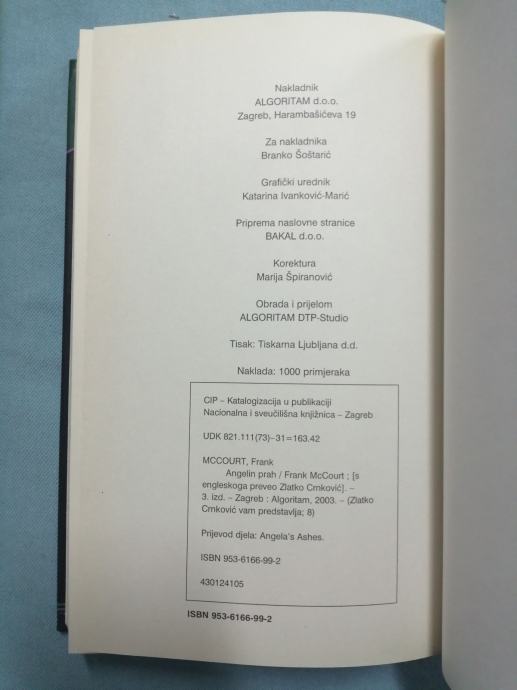 Nakladnik
ALGORITAM d.o.o.
Zagreb, Harambašićeva 19
Za nakladnika
Branko Šoštarić
Grafički urednik
Katarina Ivanković-Marić
Priprema naslovne stranice
BAKAL d.o.o.
Korektura
Marija Špiranović
Obrada i prijelom
ALGORITAM DTP-Studio
Tisak: Tiskarna Ljubljana d.d.
Naklada: 1000 primjeraka
CIP – Katalogizacija u publikaciji
Nacionalna i sveučilišna knjižnica – Zagreb
UDK 821.111(73)–31=163.42
MCCOURT, Frank
Angelin prah / Frank McCourt ; [s
engleskoga preveo Zlatko Crnković]. –
3. izd. – Zagreb : Algoritam, 2003. – (Zlatko
Crnković vam predstavlja; 8)
Prijevod djela: Angela's Ashes.
ISBN 953-6166-99-2
430124105
ISBN 953-6166-99-2